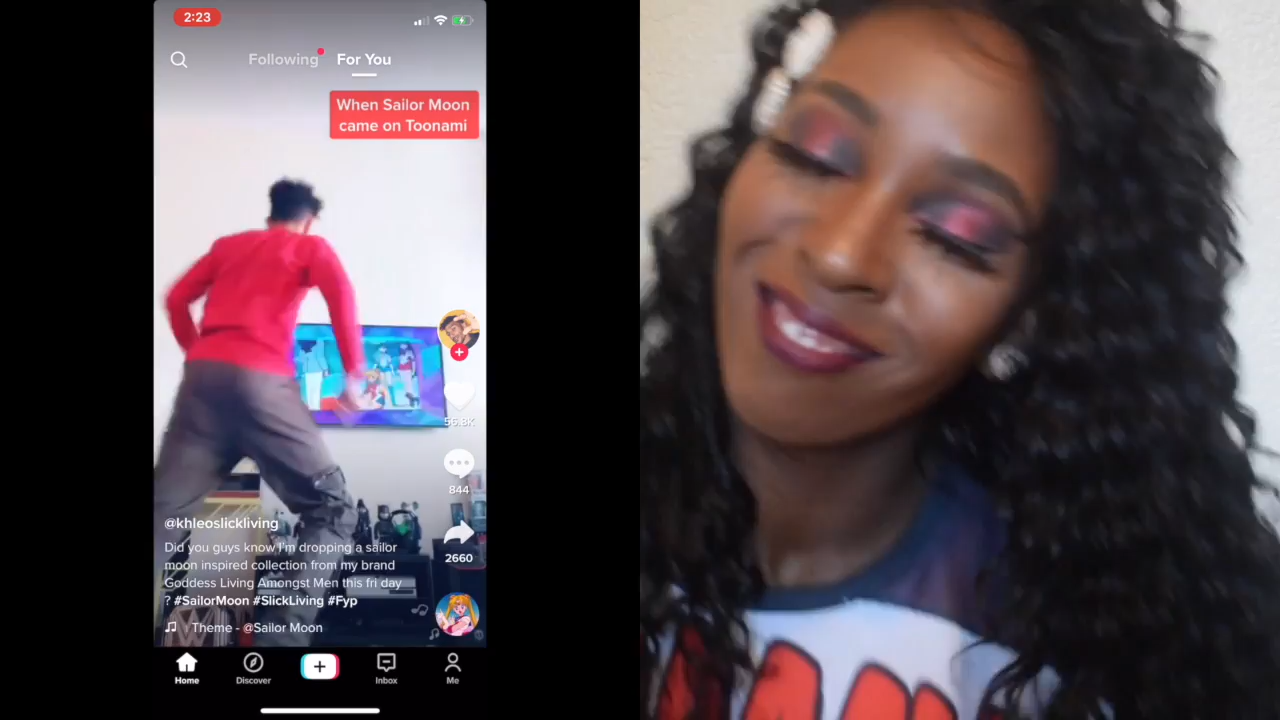 2:23
Following
For You
When Sailor Moon
came on Toonami
56.8K
844
2660
@khleoslickliving
Did you guys know I'm dropping a sailor
moon inspired collection from my brand
Goddess Living Amongst Men this fri day
? #SailorMoon #SlickLiving #Fyp
Theme - @Sailor Moon
Home
Discover
Inbox
Me